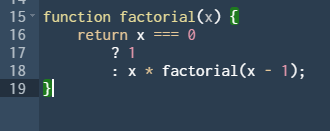 15 function factorial(x) {
16     return x === 0
17         ? 1
18         : x * factorial(x - 1);
19 }